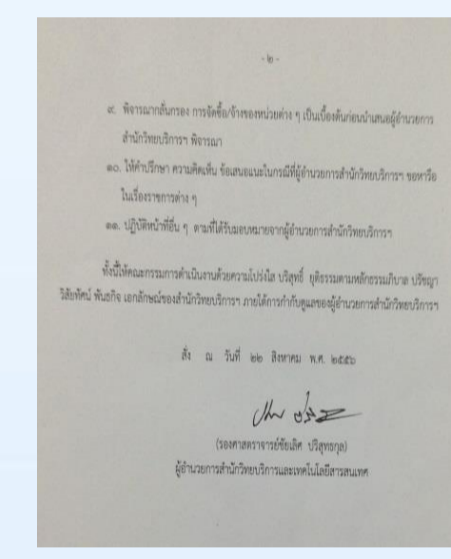 - ๒ -
๙. พิจารณากลั่นกรอง การจัดซื้อ/จ้างของหน่วยต่าง ๆ เป็นเบื้องต้นก่อนนำเสนอผู้อำนวยการ
สำนักวิทยบริการฯ พิจารณา
๑๐. ให้คำปรึกษา ความคิดเห็น ข้อเสนอแนะในกรณีที่ผู้อำนวยการสำนักวิทยบริการฯ ขอหารือ
ในเรื่องราชการต่าง ๆ
๑๑. ปฏิบัติหน้าที่อื่น ๆ ตามที่ได้รับมอบหมายจากผู้อำนวยการสำนักวิทยบริการฯ
ทั้งนี้ให้คณะกรรมการดำเนินงานด้วยความโปร่งใส บริสุทธิ์ ยุติธรรมตามหลักธรรมาภิบาล ปรัชญา
วิสัยทัศน์ พันธกิจ เอกลักษณ์ของสำนักวิทยบริการฯ ภายใต้การกำกับดูแลของผู้อำนวยการสำนักวิทยบริการฯ
สั่ง ณ วันที่ ๒๒ สิงหาคม พ.ศ. ๒๕๕๖
(รองศาสตราจารย์ชัยเลิศ ปริสุทธกุล)
ผู้อำนวยการสำนักวิทยบริการและเทคโนโลยีสารสนเทศ